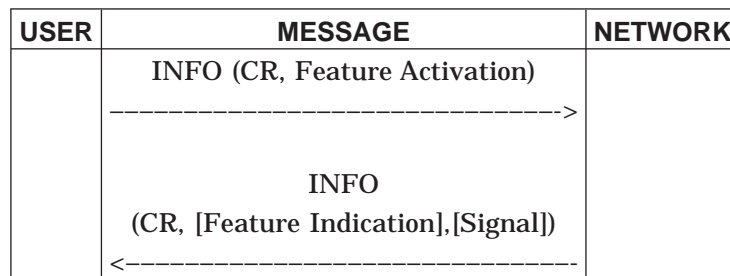 USER MESSAGE NETWORK
INFO (CR, Feature Activation)
------------------------------->
INFO
(CR, [Feature Indication],[Signal])
<-------------------------------